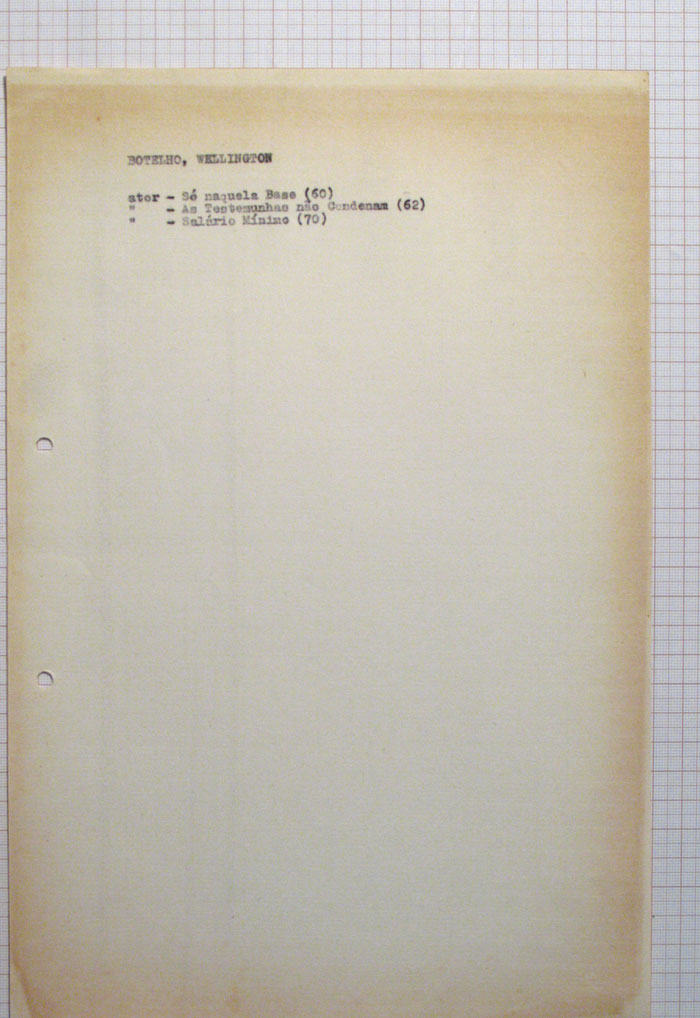 BOTELHO, WELLINGTON
ator - Só naquela Base (60)
" - As Testemunhas não Condenam (62)
" - Salário Mínimo (70)